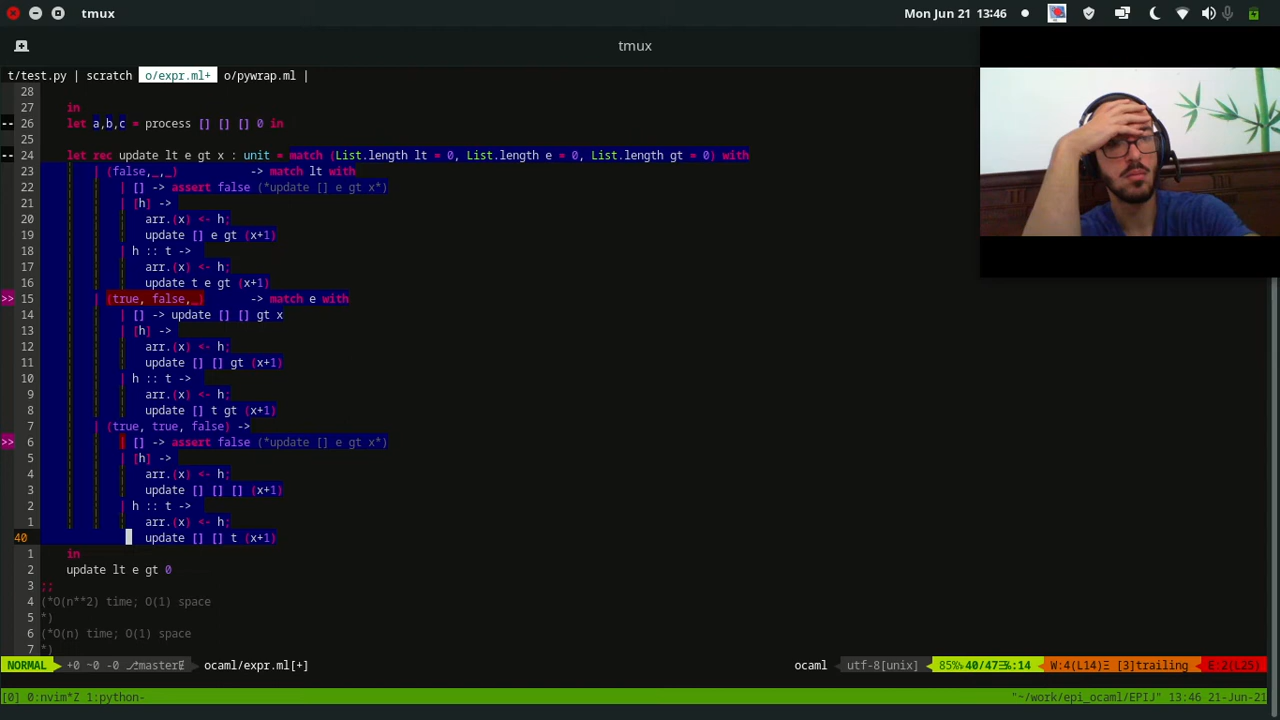 tmux
Mon Jun 21 13:46
tmux
t/test.py | scratch o/expr.ml+ o/pywrap.ml |
28
27 in
-- 26 let a,b,c = process [] [] [] 0 in
25
-- 24 let rec update lt e gt x : unit = match (List.length lt = 0, List.length e = 0, List.length gt = 0) with
23 | (false,_,_) -> match lt with
22 | [] -> assert false (*update [] e gt x*)
21 | [h] ->
20 arr.(x) <- h;
19 update [] e gt (x+1)
18 | h :: t ->
17 arr.(x) <- h;
16 update t e gt (x+1)
>> 15 | (true, false,_) -> match e with
14 | [] -> update [] [] gt x
13 | [h] ->
12 arr.(x) <- h;
11 update [] [] gt (x+1)
10 | h :: t ->
9 arr.(x) <- h;
8 update [] t gt (x+1)
7 | (true, true, false) ->
>> 6 | [] -> assert false (*update [] e gt x*)
5 | [h] ->
4 arr.(x) <- h;
3 update [] [] [] (x+1)
2 | h :: t ->
1 arr.(x) <- h;
40 update [] [] t (x+1)
1 in
2 update lt e gt 0
3 ;;
4 (*O(n**2) time; O(1) space
5 *)
6 (*O(n) time; O(1) space
7 *)
NORMAL +0 ~0 -0 master ocaml/expr.ml[+] ocaml utf-8[unix] 85% 40/47 :14 W:4(L14) [3]trailing E:2(L25)
[0] 0:nvim*Z 1:python- "~/work/epi_ocaml/EPIJ" 13:46 21-Jun-21